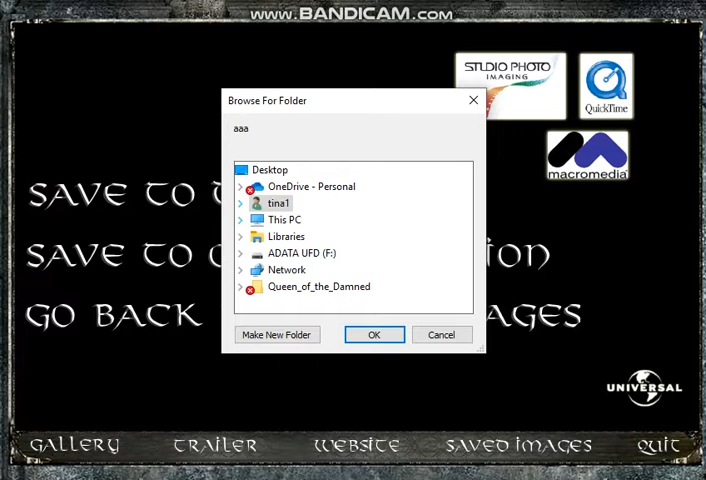 www.BANDICAM.com
STUDIO PHOTO
IMAGING
QuickTime
macromedia
Browse For Folder
aaa
Desktop
OneDrive - Personal
tina1
This PC
Libraries
ADATA UFD (F:)
Network
Queen_of_the_Damned
Make New Folder
OK
Cancel
SAVE TO
SAVE TO
ION
GO BACK
AGES
UNIVERSAL
GALLERY
TRAILER
WEBSITE
SAVED IMAGES
QUIT